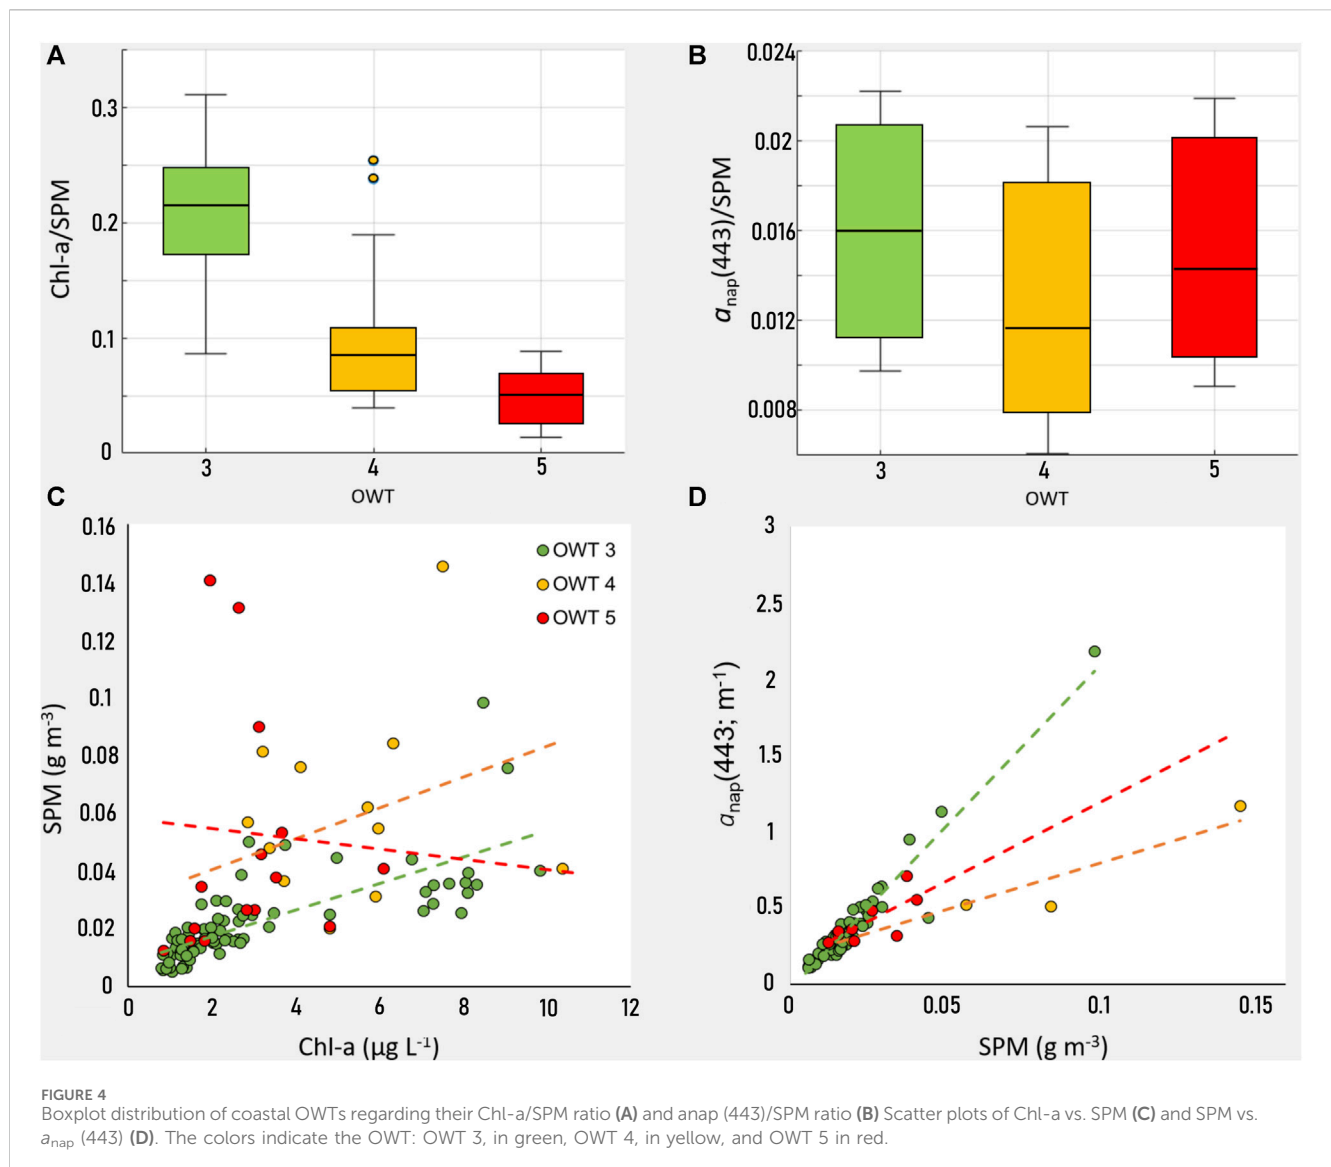 A
Chl-a/SPM
0.3
0.2
0.1
0
3 4 5
OWT
B
anap(443)/SPM
0.024
0.02
0.016
0.012
0.008
3 4 5
OWT
C
SPM (g m-3)
0.16
0.14
0.12
0.1
0.08
0.06
0.04
0.02
0
OWT 3
OWT 4
OWT 5
0 2 4 6 8 10 12
Chl-a (µg L-1)
D
anap(443; m-1)
3
2.5
2
1.5
1
0.5
0
0 0.05 0.1 0.15
SPM (g m-3)
FIGURE 4
Boxplot distribution of coastal OWTs regarding their Chl-a/SPM ratio (A) and anap (443)/SPM ratio (B) Scatter plots of Chl-a vs. SPM (C) and SPM vs.
anap (443) (D). The colors indicate the OWT: OWT 3, in green, OWT 4, in yellow, and OWT 5 in red.